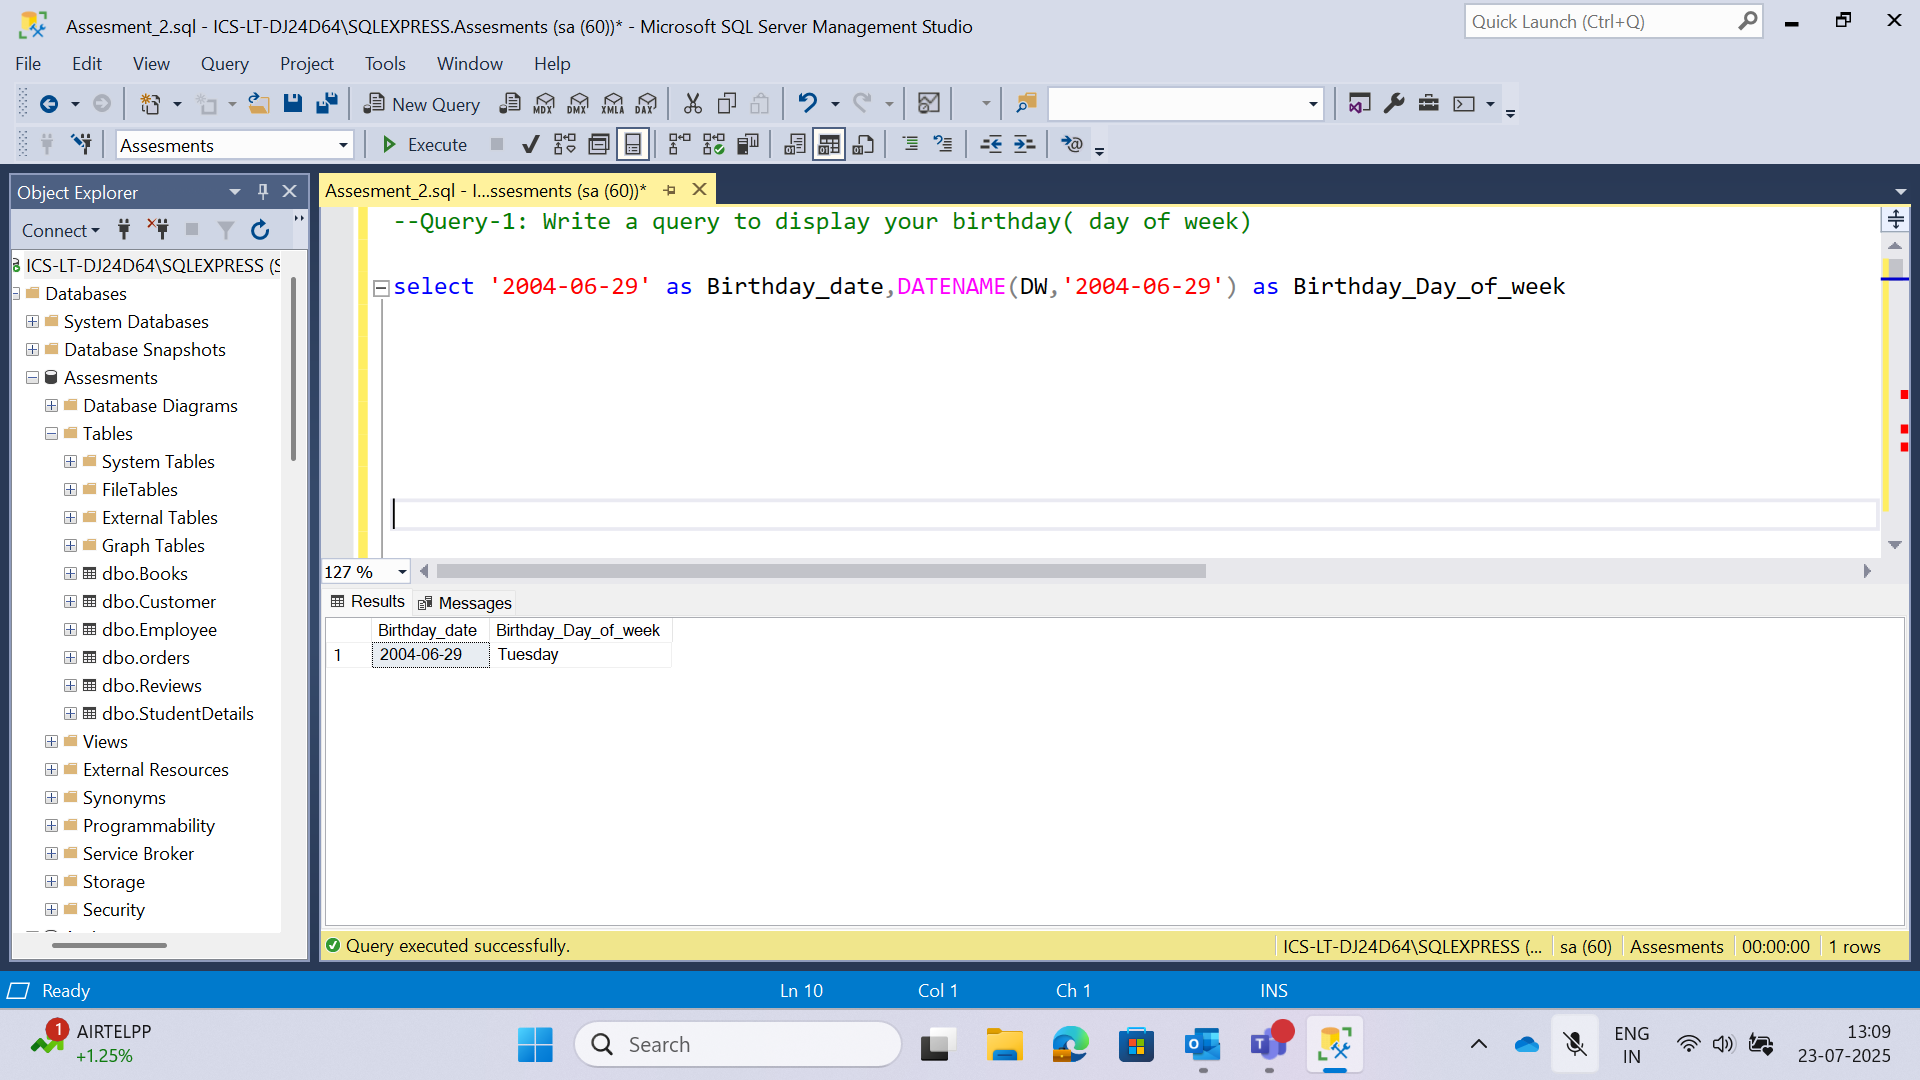 Assesment_2.sql - ICS-LT-DJ24D64\SQLEXPRESS.Assesments (sa (60))* - Microsoft SQL Server Management Studio
Quick Launch (Ctrl+Q)
File Edit View Query Project Tools Window Help
New Query MDX DMX XMLA DAX
Assesments Execute
Object Explorer
Connect
ICS-LT-DJ24D64\SQLEXPRESS (S
Databases
System Databases
Database Snapshots
Assesments
Database Diagrams
Tables
System Tables
FileTables
External Tables
Graph Tables
dbo.Books
dbo.Customer
dbo.Employee
dbo.orders
dbo.Reviews
dbo.StudentDetails
Views
External Resources
Synonyms
Programmability
Service Broker
Storage
Security
Assesment_2.sql - I...ssesments (sa (60))*
--Query-1: Write a query to display your birthday( day of week)
select '2004-06-29' as Birthday_date,DATENAME(DW,'2004-06-29') as Birthday_Day_of_week
127 %
Results Messages
Birthday_date Birthday_Day_of_week
1 2004-06-29 Tuesday
Query executed successfully. ICS-LT-DJ24D64\SQLEXPRESS (... sa (60) Assesments 00:00:00 1 rows
Ready Ln 10 Col 1 Ch 1 INS
1 AIRTELPP
+1.25%
Search
ENG
IN
13:09
23-07-2025